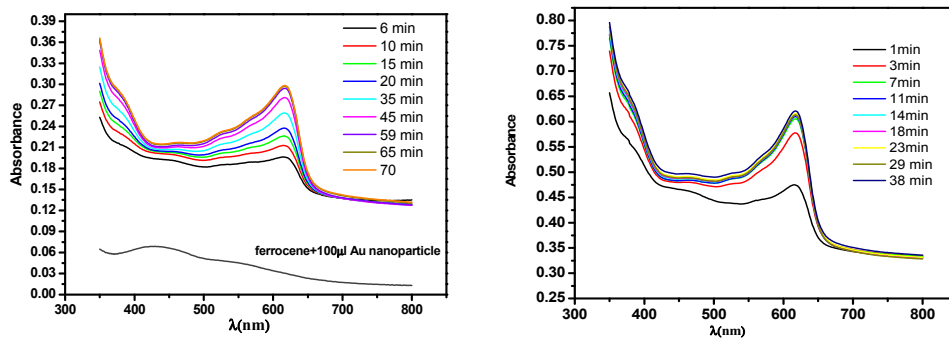 0.39
0.36
0.33
0.30
0.27
0.24
0.21
0.18
0.15
0.12
0.09
0.06
0.03
0.00
Absorbance
300 400 500 600 700 800
λ(nm)
6 min
10 min
15 min
20 min
35 min
45 min
59 min
65 min
70
ferrocene+100μl Au nanoparticle
0.80
0.75
0.70
0.65
0.60
0.55
0.50
0.45
0.40
0.35
0.30
0.25
Absorbance
300 400 500 600 700 800
λ(nm)
1min
3min
7min
11min
14min
18min
23min
29 min
38 min